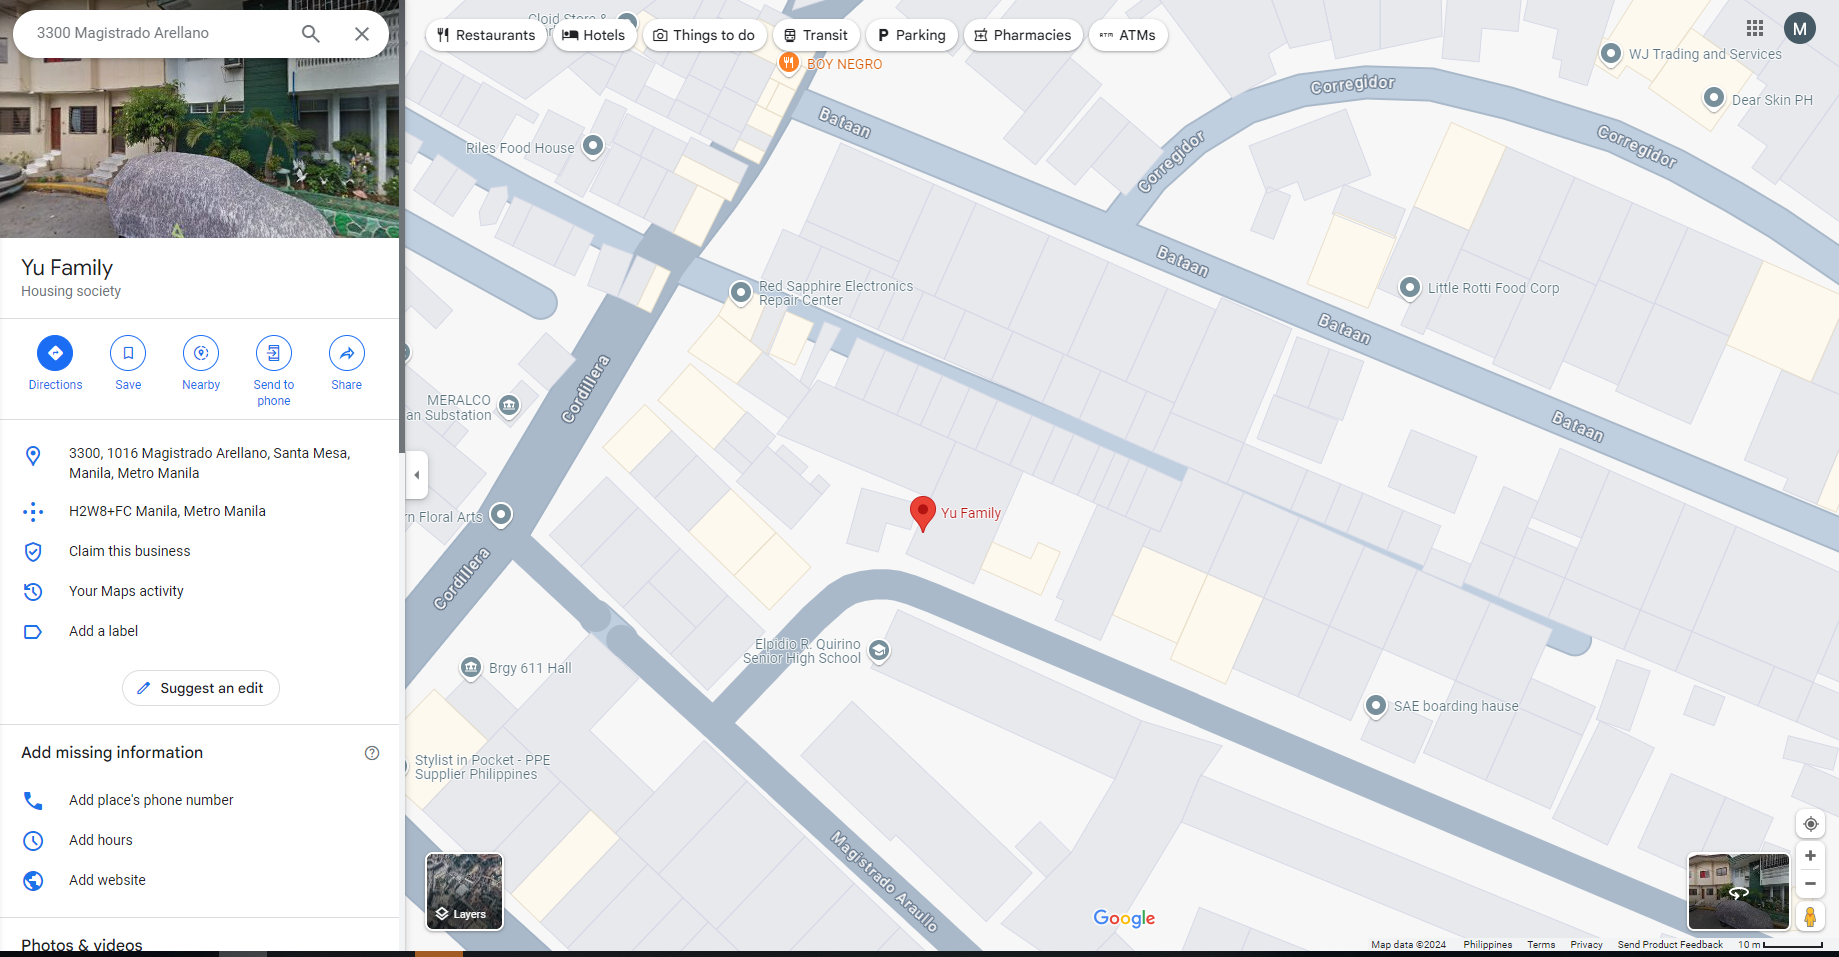 3300 Magistrado Arellano
Yu Family
Housing society
Directions
Save
Nearby
Send to
phone
Share
3300, 1016 Magistrado Arellano, Santa Mesa,
Manila, Metro Manila
H2W8+FC Manila, Metro Manila
Claim this business
Your Maps activity
Add a label
Suggest an edit
Add missing information
Add place's phone number
Add hours
Add website
Photos & videos
Restaurants
Hotels
Things to do
Transit
Parking
Pharmacies
ATM ATMs
M
Cloid Store &
BOY NEGRO
WJ Trading and Services
Dear Skin PH
Corregidor
Corregidor
Corregidor
Bataan
Bataan
Bataan
Bataan
Riles Food House
Red Sapphire Electronics
Repair Center
Little Rotti Food Corp
Cordillera
MERALCO
an Substation
rn Floral Arts
Yu Family
Cordillera
Elpidio R. Quirino
Senior High School
Brgy 611 Hall
SAE boarding hause
Stylist in Pocket - PPE
Supplier Philippines
Magistrado Araullo
Layers
Google
Map data ©2024
Philippines
Terms
Privacy
Send Product Feedback
10 m